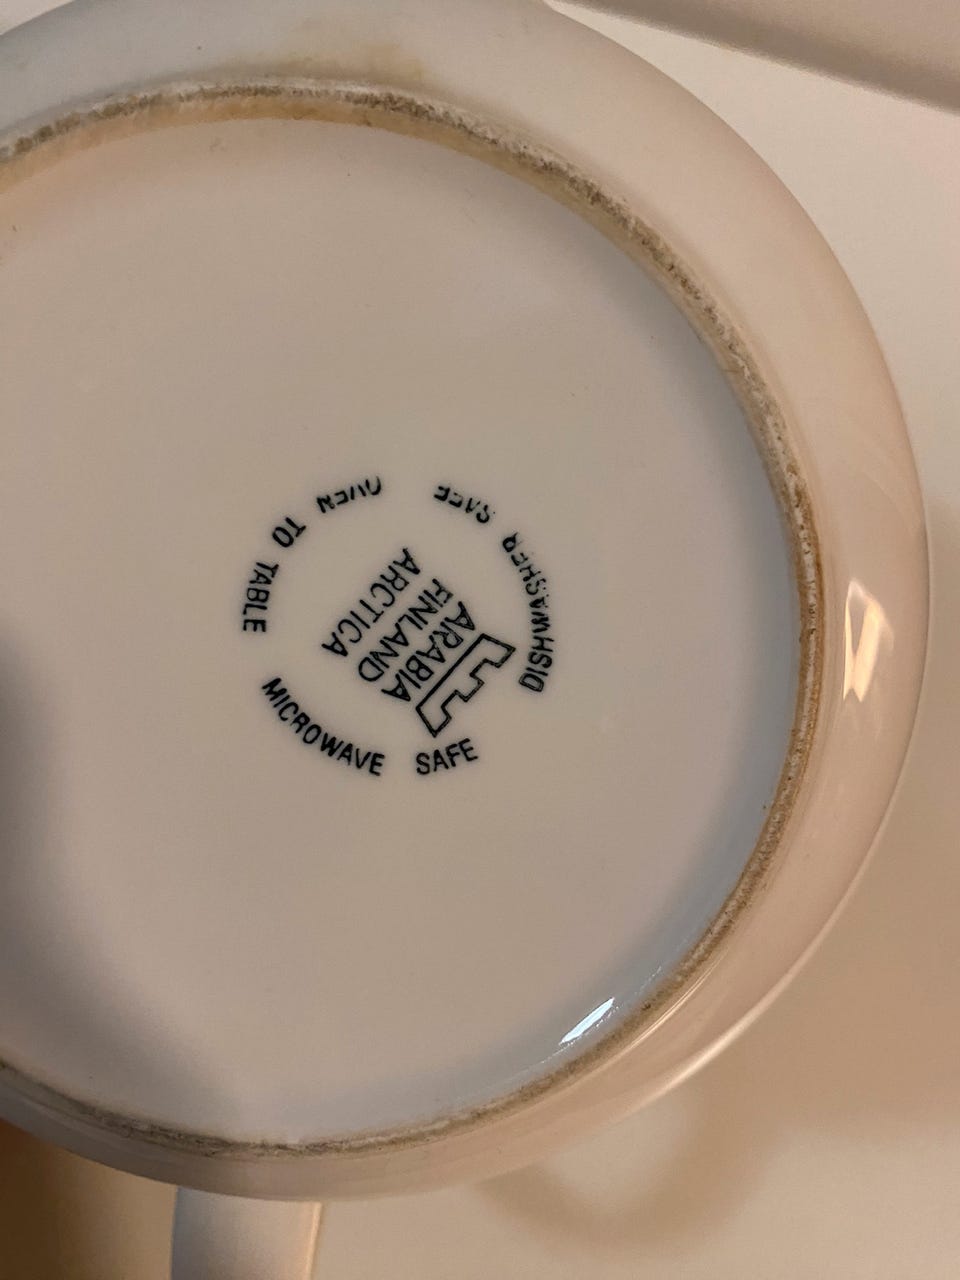 ARABIA
FINLAND
ARCTICA
DISHWASHER SAFE
OVEN TO TABLE
MICROWAVE SAFE